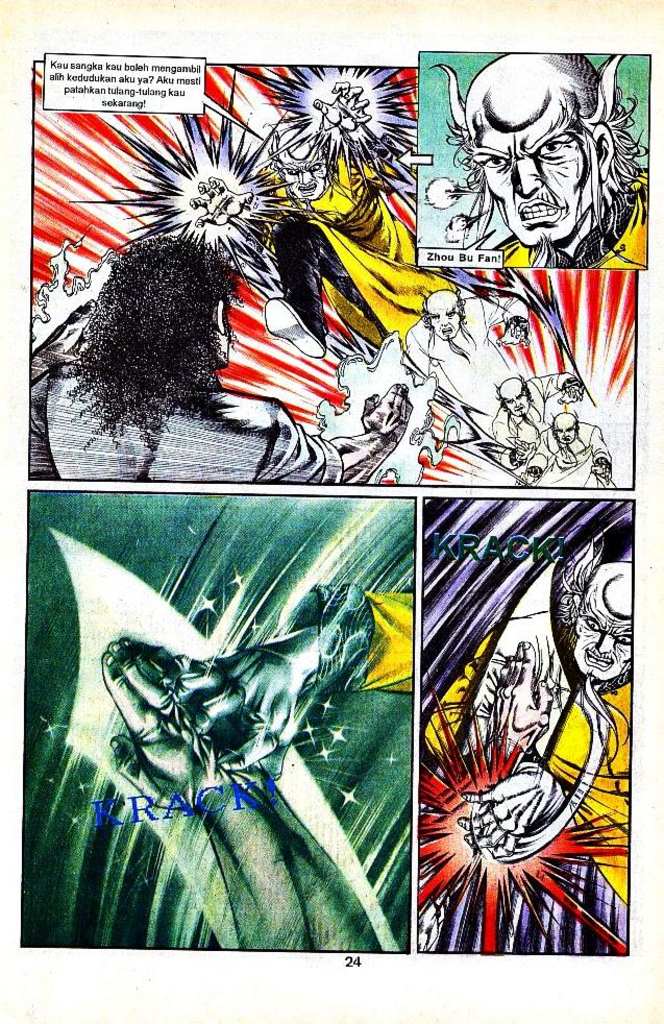 Kau sangka kau boleh mengambil
alih kedudukan aku ya? Aku mesti
patahkan tulang-tulang kau
sekarang!
Zhou Bu Fan!
KRACK!
KRACK!
24